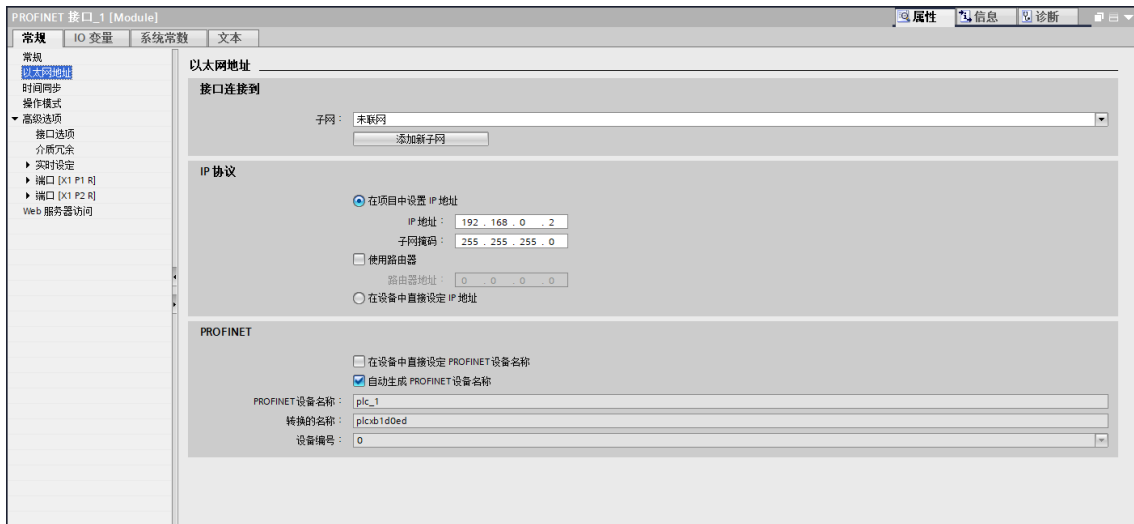 PROFINET 接口_1 [Module]
属性 信息 诊断
常规 IO 变量 系统常数 文本
常规
以太网地址
时间同步
操作模式
高级选项
接口选项
介质冗余
实时设定
端口 [X1 P1 R]
端口 [X1 P2 R]
Web 服务器访问
以太网地址
接口连接到
子网： 未联网
添加新子网
IP 协议
在项目中设置 IP 地址
IP 地址： 192 . 168 . 0 . 2
子网掩码： 255 . 255 . 255 . 0
使用路由器
路由器地址： 0 . 0 . 0 . 0
在设备中直接设定 IP 地址
PROFINET
在设备中直接设定 PROFINET 设备名称
自动生成 PROFINET 设备名称
PROFINET 设备名称： plc_1
转换的名称： plcxb1d0ed
设备编号： 0